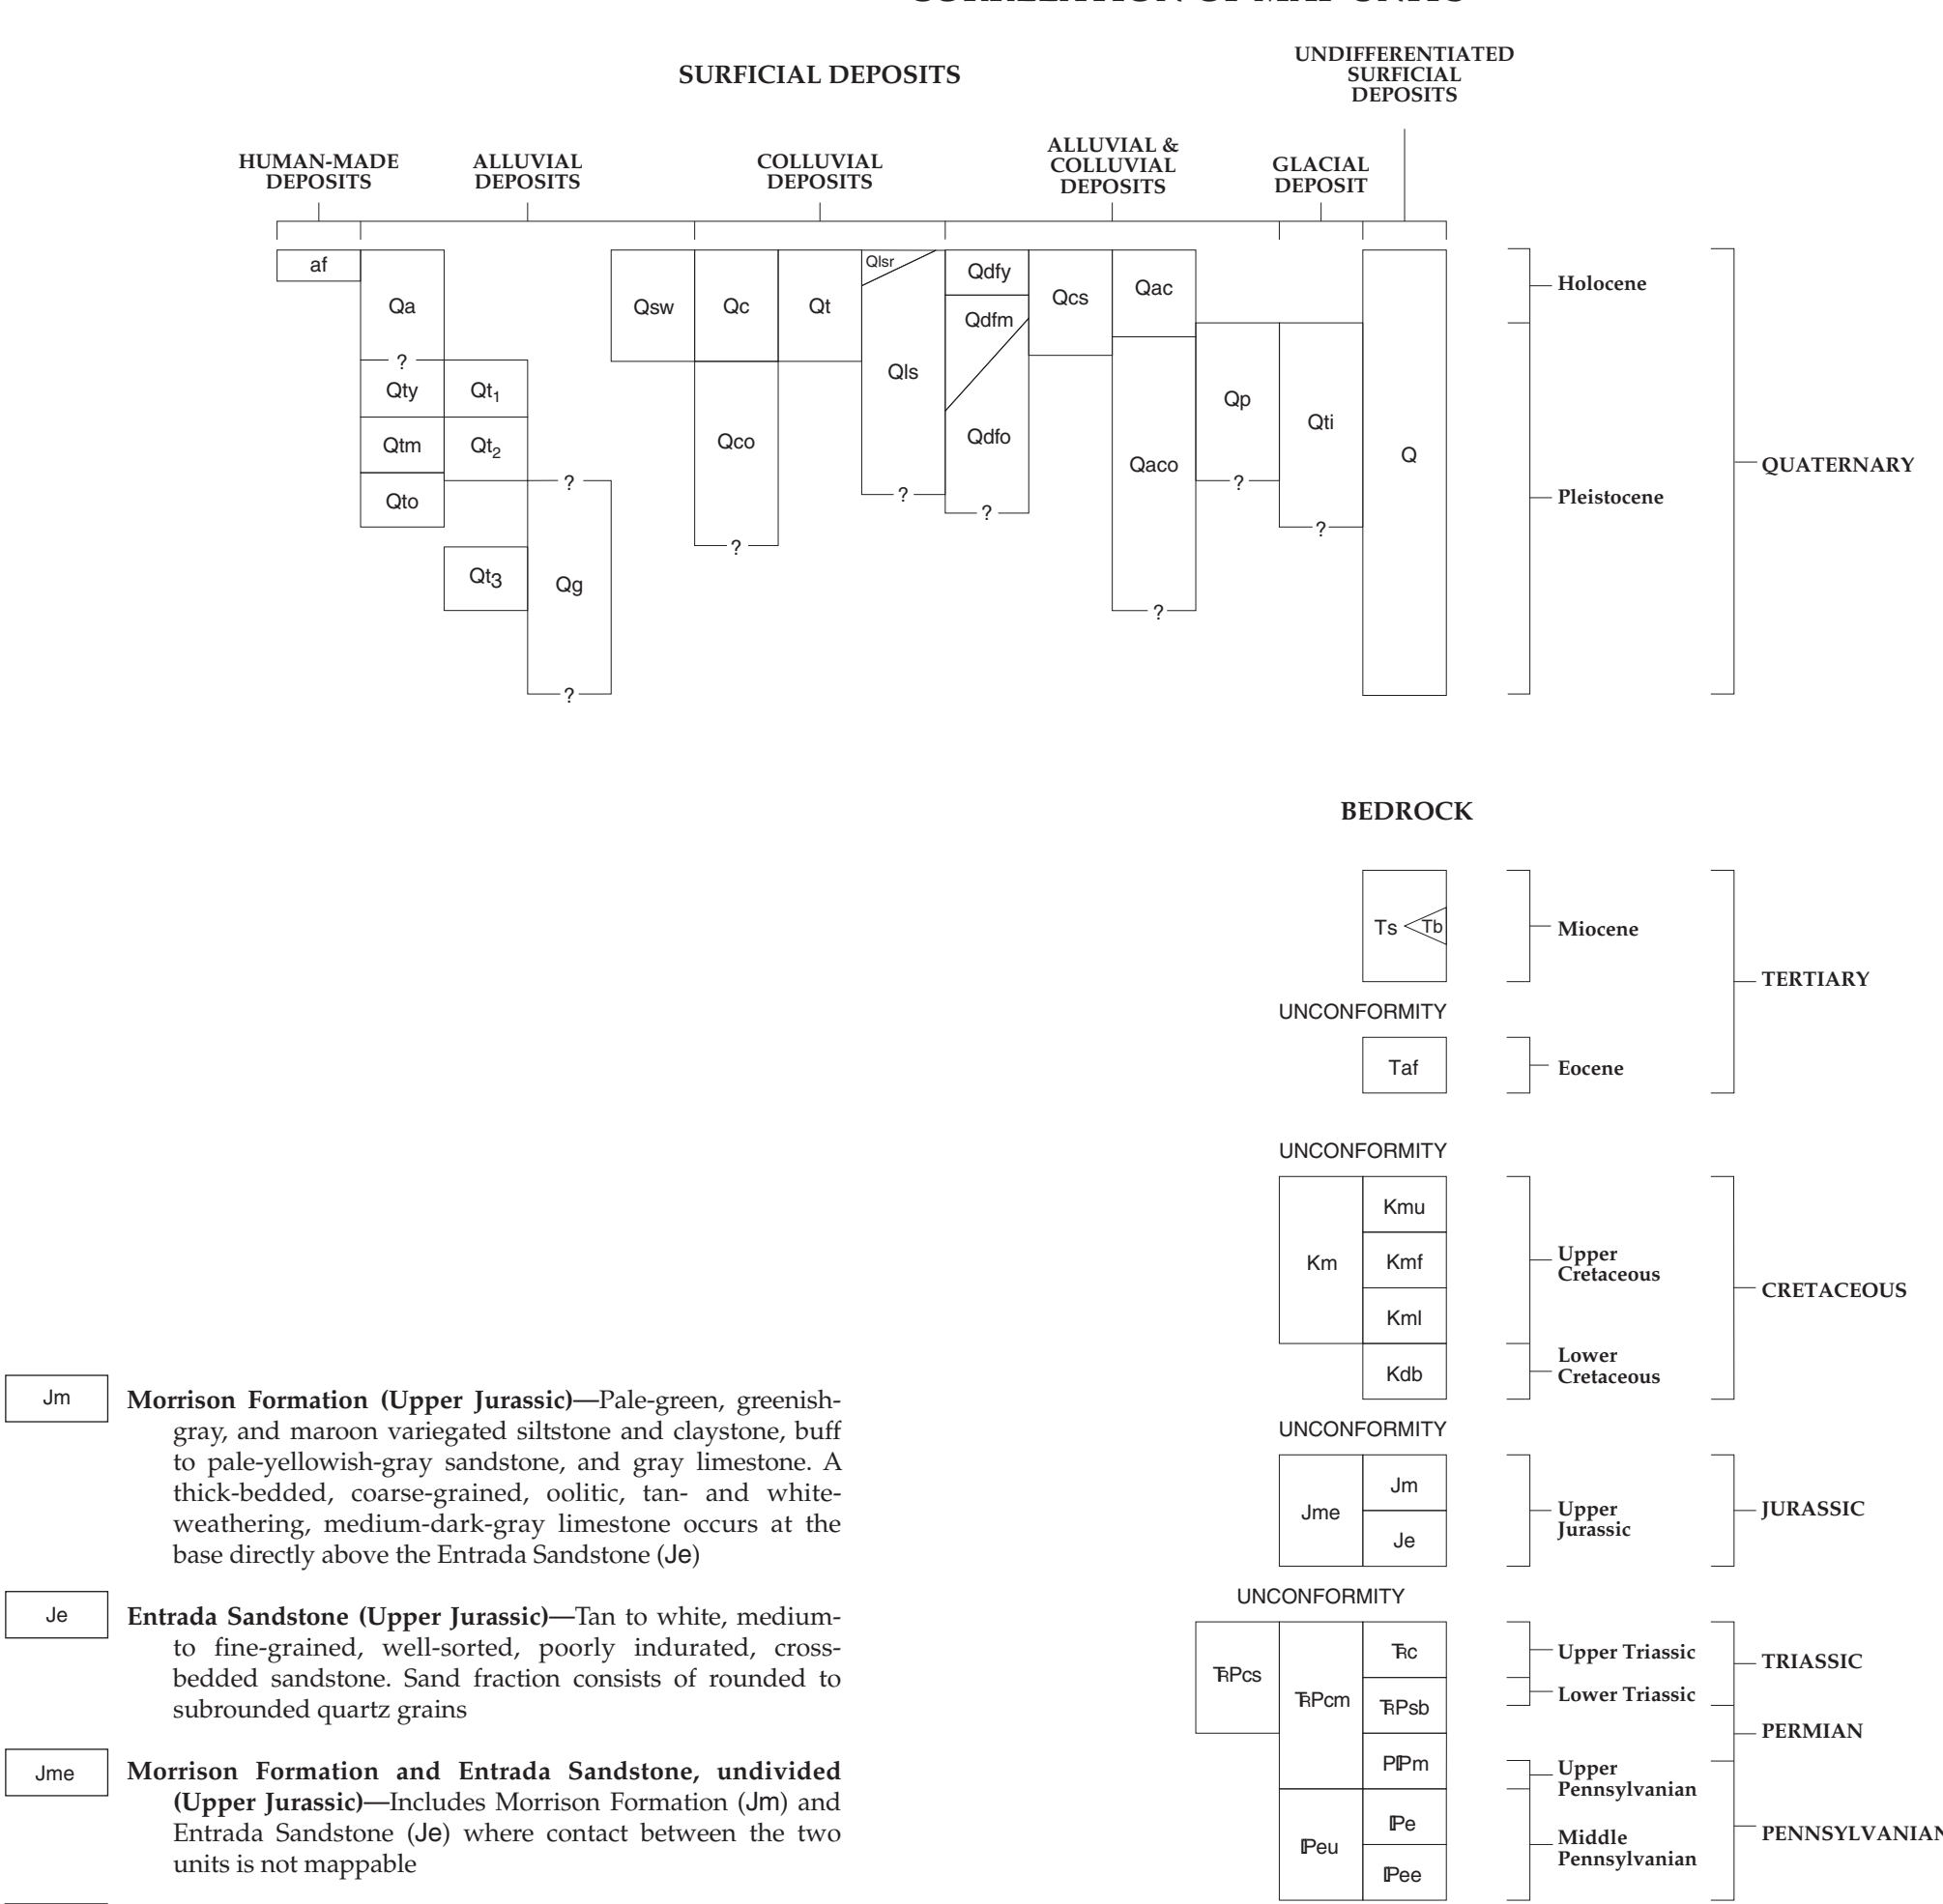 CORRELATION OF MAP UNITS
SURFICIAL DEPOSITS
UNDIFFERENTIATED
SURFICIAL
DEPOSITS
HUMAN-MADE
DEPOSITS
ALLUVIAL
DEPOSITS
COLLUVIAL
DEPOSITS
ALLUVIAL &
COLLUVIAL
DEPOSITS
GLACIAL
DEPOSIT
af
Qa
?
Qty
Qt1
Qtm
Qt2
Qto
Qt3
?
Qg
?
Qsw
Qc
Qco
?
Qt
Qlsr
Qls
?
Qdfy
Qdfm
Qdfo
?
Qcs
Qac
Qaco
?
Qp
?
Qti
?
Q
Holocene
Pleistocene
QUATERNARY
BEDROCK
Ts
Tb
Miocene
TERTIARY
UNCONFORMITY
Taf
Eocene
UNCONFORMITY
Km
Kmu
Kmf
Kml
Kdb
Upper
Cretaceous
Lower
Cretaceous
CRETACEOUS
UNCONFORMITY
Jme
Jm
Je
Upper
Jurassic
JURASSIC
UNCONFORMITY
TRPcs
TRPcm
TRc
TRPsb
PIPm
IPeu
IPe
IPee
Upper Triassic
Lower Triassic
TRIASSIC
PERMIAN
Upper
Pennsylvanian
Middle
Pennsylvanian
PENNSYLVANIAN
Jm
Morrison Formation (Upper Jurassic)—Pale-green, greenish-
gray, and maroon variegated siltstone and claystone, buff
to pale-yellowish-gray sandstone, and gray limestone. A
thick-bedded, coarse-grained, oolitic, tan- and white-
weathering, medium-dark-gray limestone occurs at the
base directly above the Entrada Sandstone (Je)
Je
Entrada Sandstone (Upper Jurassic)—Tan to white, medium-
to fine-grained, well-sorted, poorly indurated, cross-
bedded sandstone. Sand fraction consists of rounded to
subrounded quartz grains
Jme
Morrison Formation and Entrada Sandstone, undivided
(Upper Jurassic)—Includes Morrison Formation (Jm) and
Entrada Sandstone (Je) where contact between the two
units is not mappable